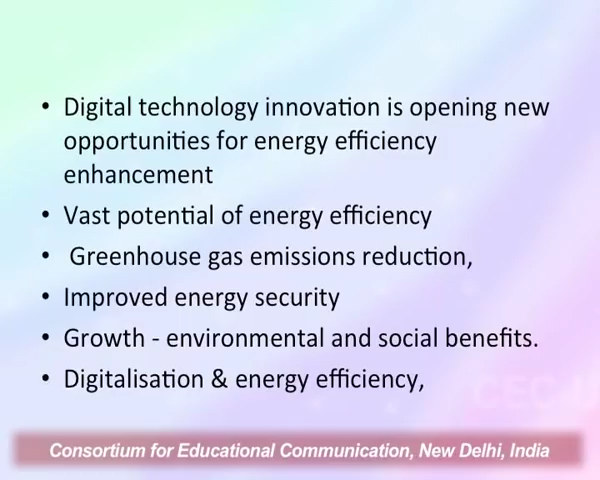 • Digital technology innovation is opening new
opportunities for energy efficiency
enhancement
• Vast potential of energy efficiency
• Greenhouse gas emissions reduction,
• Improved energy security
• Growth - environmental and social benefits.
• Digitalisation & energy efficiency,
Consortium for Educational Communication, New Delhi, India